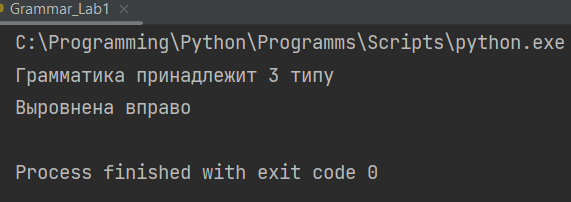 Grammar_Lab1
C:\Programming\Python\Programms\Scripts\python.exe
Грамматика принадлежит 3 типу
Выровнена вправо
Process finished with exit code 0